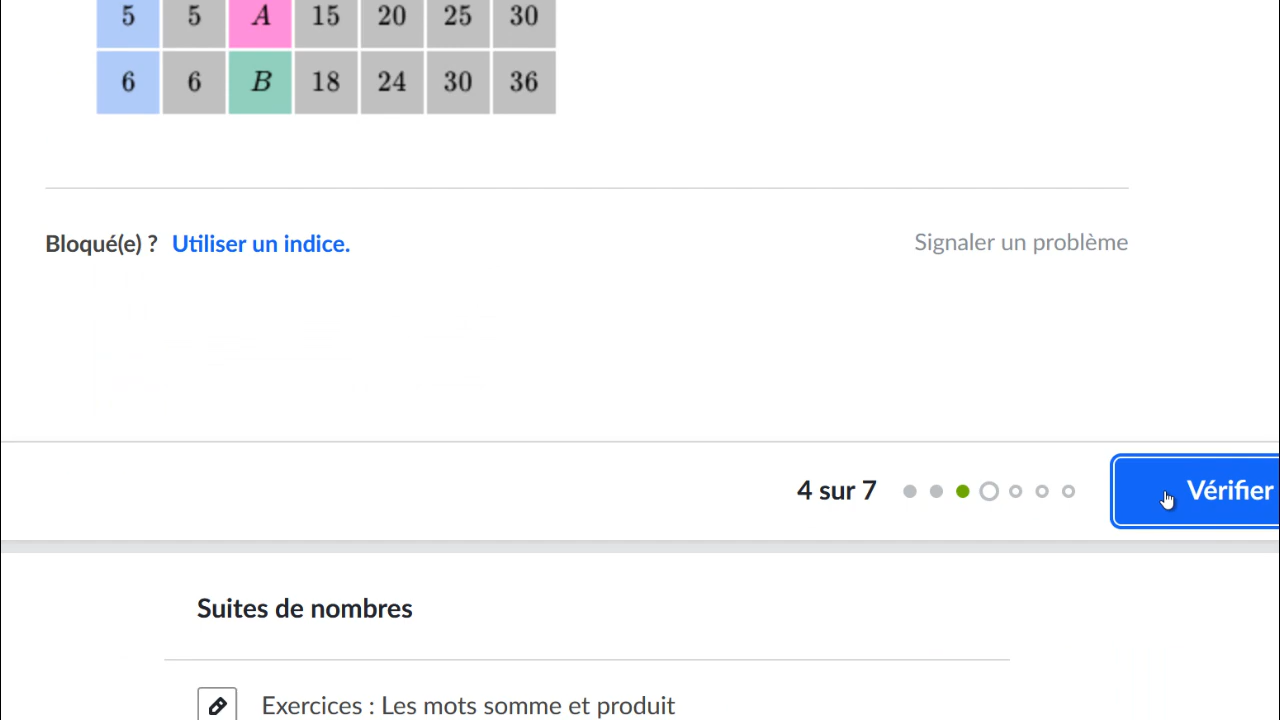 5 5 A 15 20 25 30
6 6 B 18 24 30 36
Bloqué(e) ? Utiliser un indice.
Signaler un problème
4 sur 7
Vérifier
Suites de nombres
Exercices : Les mots somme et produit